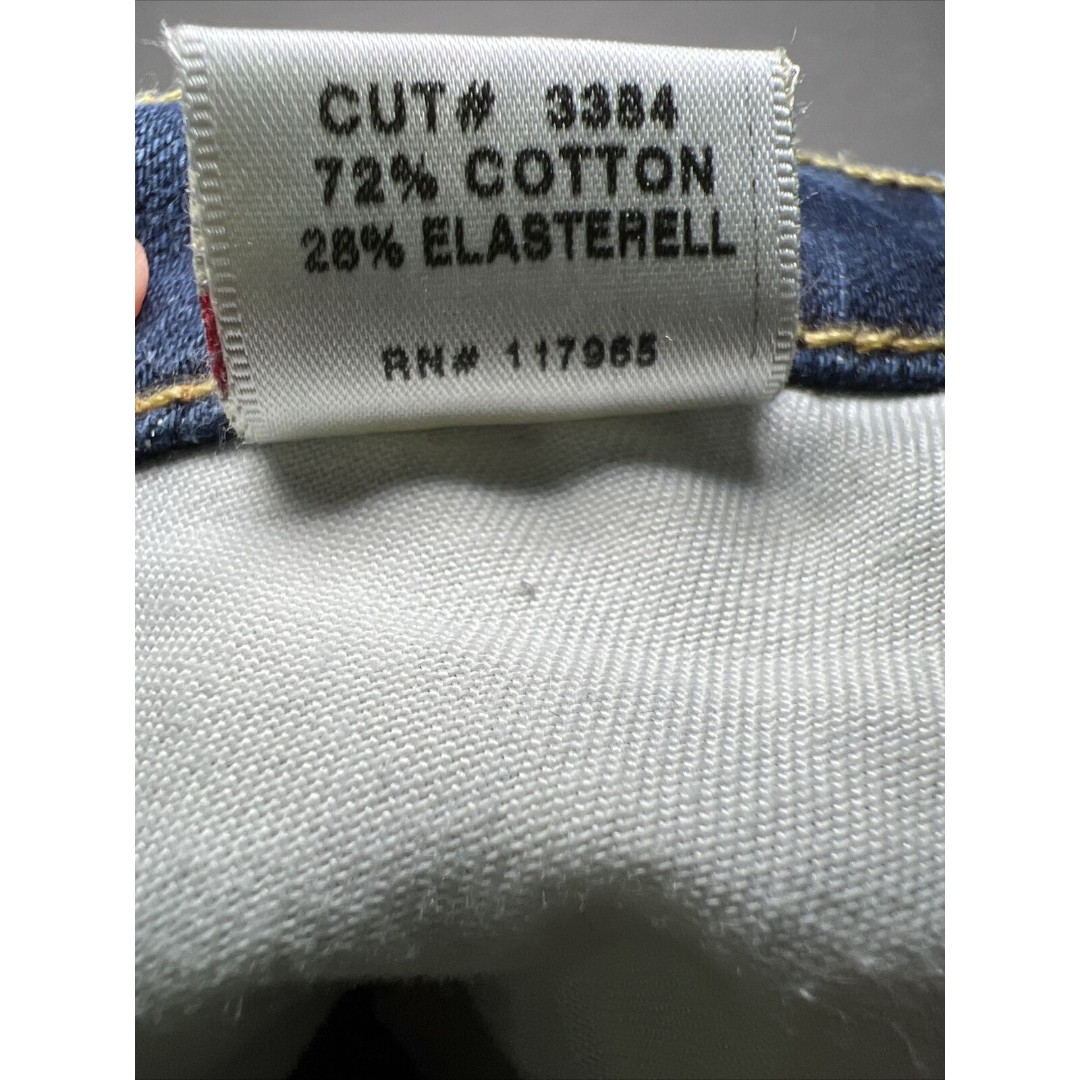 CUT# 3384
72% COTTON
28% ELASTERELL
RN# 117965